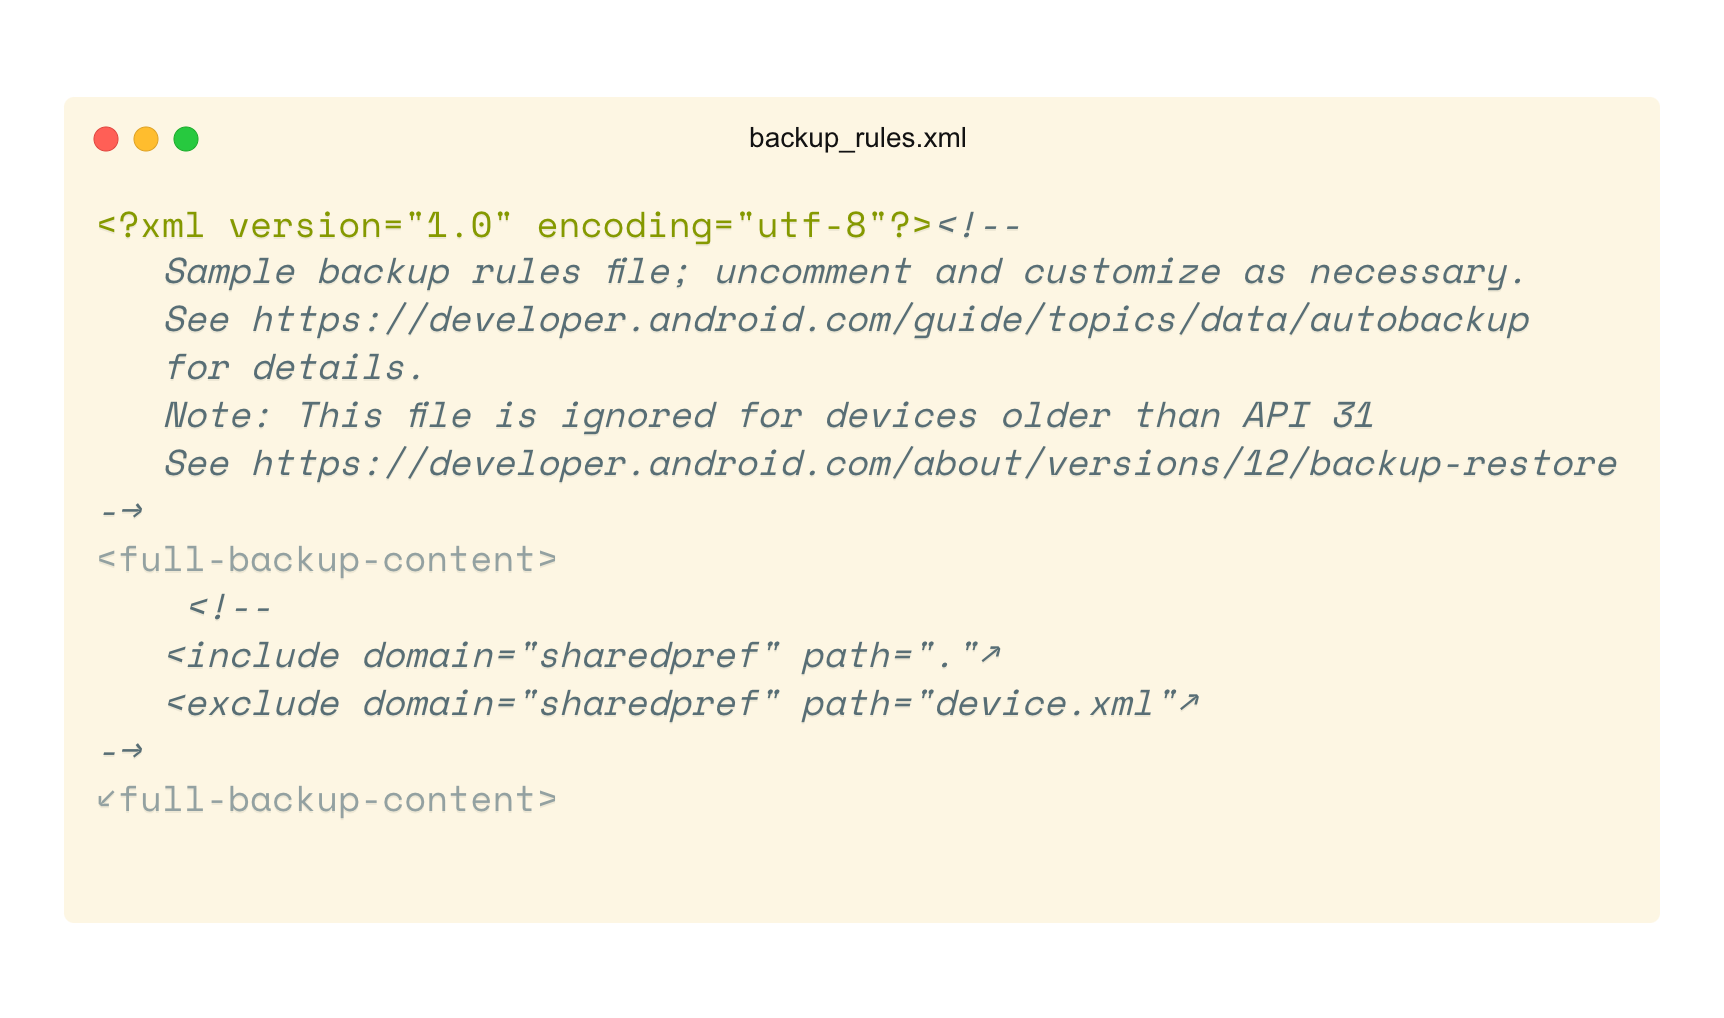 backup_rules.xml
<?xml version="1.0" encoding="utf-8"?><!--
   Sample backup rules file; uncomment and customize as necessary.
   See https://developer.android.com/guide/topics/data/autobackup
   for details.
   Note: This file is ignored for devices older than API 31
   See https://developer.android.com/about/versions/12/backup-restore
-->
<full-backup-content>
    <!--
   <include domain="sharedpref" path="."/>
   <exclude domain="sharedpref" path="device.xml"/>
-->
</full-backup-content>